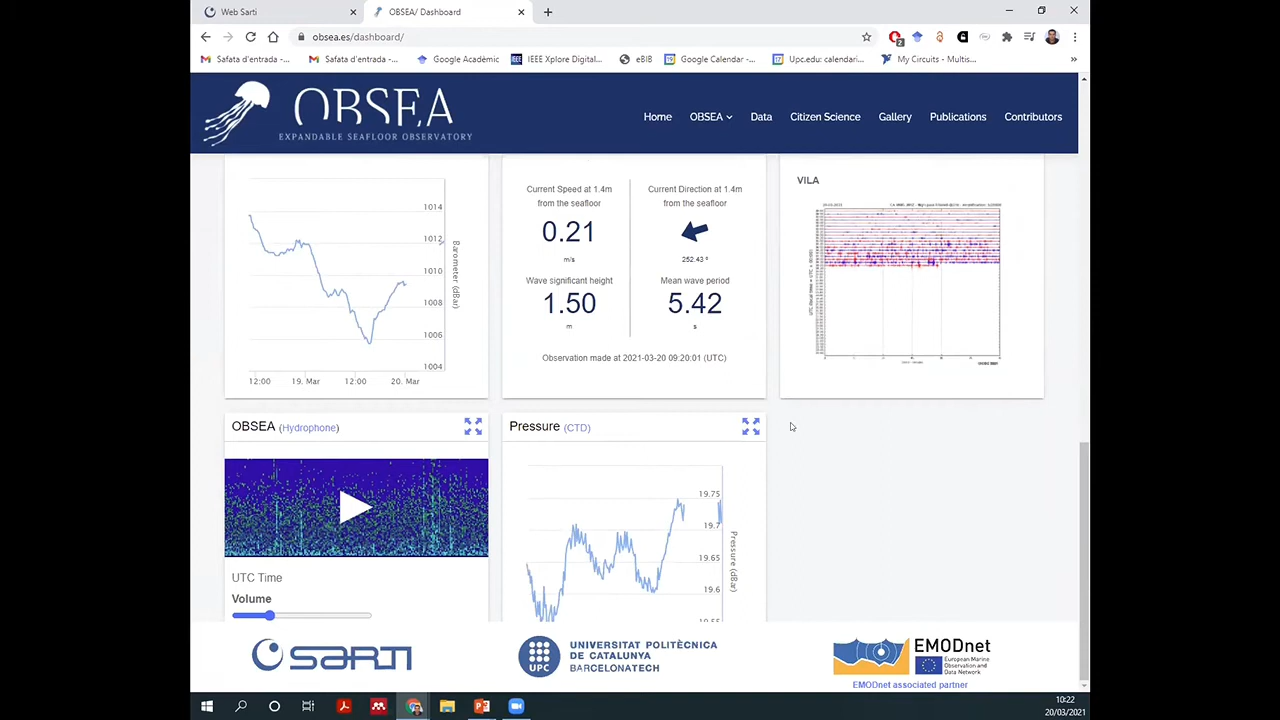 Web Sarti
OBSEA/ Dashboard
obsea.es/dashboard/
Safata d'entrada -...
Safata d'entrada -...
Google Acadèmic
IEEE Xplore Digital...
eBIB
Google Calendar -...
Upc.edu: calendari...
My Circuits - Multis...
OBSEA
EXPANDABLE SEAFLOOR OBSERVATORY
Home
OBSEA
Data
Citizen Science
Gallery
Publications
Contributors
1014
1012
1010
1008
1006
1004
Barometer (dBar)
12:00
19. Mar
12:00
20. Mar
Current Speed at 1.4m
from the seafloor
0.21
m/s
Current Direction at 1.4m
from the seafloor
Wave significant height
1.50
m
Mean wave period
5.42
s
Observation made at 2021-03-20 09:20:01 (UTC)
VILA
OBSEA (Hydrophone)
UTC Time
Volume
Pressure (CTD)
19.75
19.7
19.65
19.6
19.55
Pressure (dBar)
SARTI
UPC
UNIVERSITAT POLITÈCNICA
DE CATALUNYA
BARCELONATECH
EMODnet
European Marine
Observation and
Data Network
EMODnet associated partner
10:22
20/03/2021